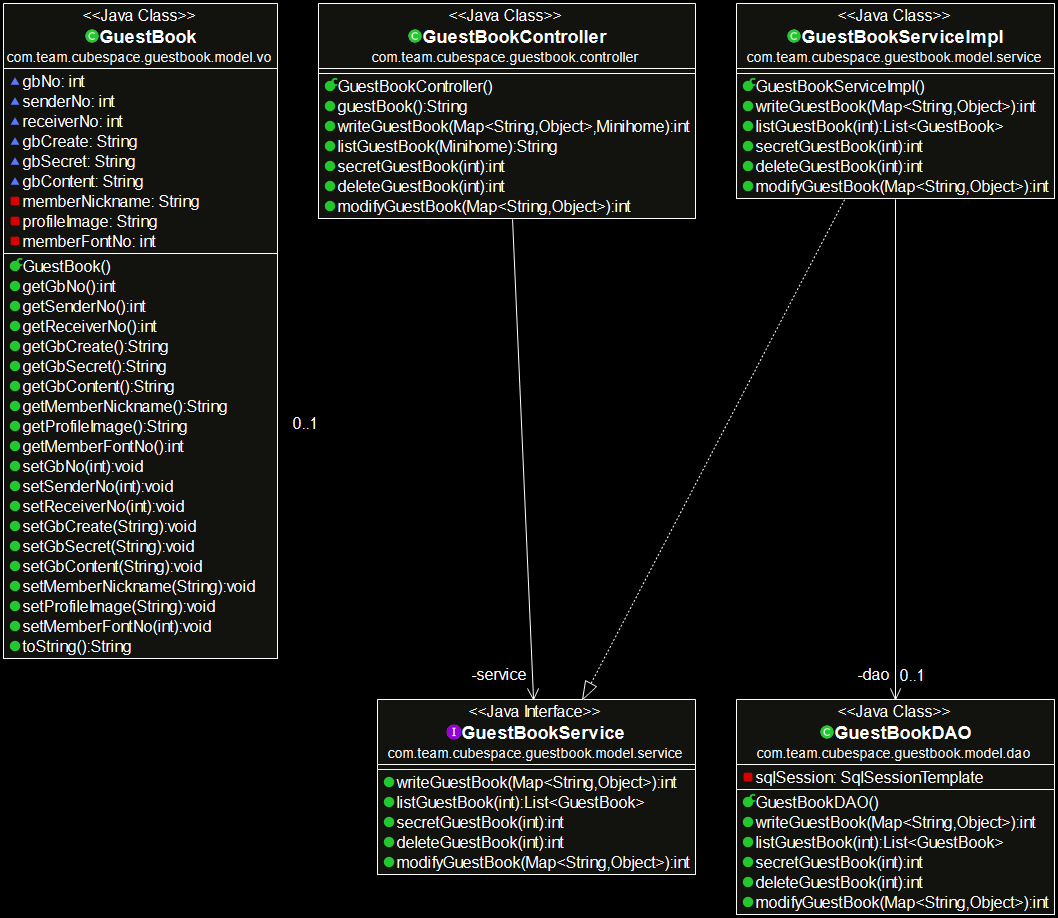 <<Java Class>>
GuestBook
com.team.cubespace.guestbook.model.vo
gbNo: int
senderNo: int
receiverNo: int
gbCreate: String
gbSecret: String
gbContent: String
memberNickname: String
profileImage: String
memberFontNo: int
GuestBook()
getGbNo():int
getSenderNo():int
getReceiverNo():int
getGbCreate():String
getGbSecret():String
getGbContent():String
getMemberNickname():String
getProfileImage():String
getMemberFontNo():int
setGbNo(int):void
setSenderNo(int):void
setReceiverNo(int):void
setGbCreate(String):void
setGbSecret(String):void
setGbContent(String):void
setMemberNickname(String):void
setProfileImage(String):void
setMemberFontNo(int):void
toString():String
<<Java Class>>
C GuestBookController
com.team.cubespace.guestbook.controller
GuestBookController()
guestBook():String
writeGuestBook(Map<String,Object>,Minihome):int
listGuestBook(Minihome):String
secretGuestBook(int):int
deleteGuestBook(int):int
modifyGuestBook(Map<String,Object>):int
<<Java Class>>
C GuestBookServiceImpl
com.team.cubespace.guestbook.model.service
GuestBookServiceImpl()
writeGuestBook(Map<String,Object>):int
listGuestBook(int):List<GuestBook>
secretGuestBook(int):int
deleteGuestBook(int):int
modifyGuestBook(Map<String,Object>):int
0..1
-service
-dao 0..1
<<Java Interface>>
I GuestBookService
com.team.cubespace.guestbook.model.service
writeGuestBook(Map<String,Object>):int
listGuestBook(int):List<GuestBook>
secretGuestBook(int):int
deleteGuestBook(int):int
modifyGuestBook(Map<String,Object>):int
<<Java Class>>
C GuestBookDAO
com.team.cubespace.guestbook.model.dao
sqlSession: SqlSessionTemplate
GuestBookDAO()
writeGuestBook(Map<String,Object>):int
listGuestBook(int):List<GuestBook>
secretGuestBook(int):int
deleteGuestBook(int):int
modifyGuestBook(Map<String,Object>):int